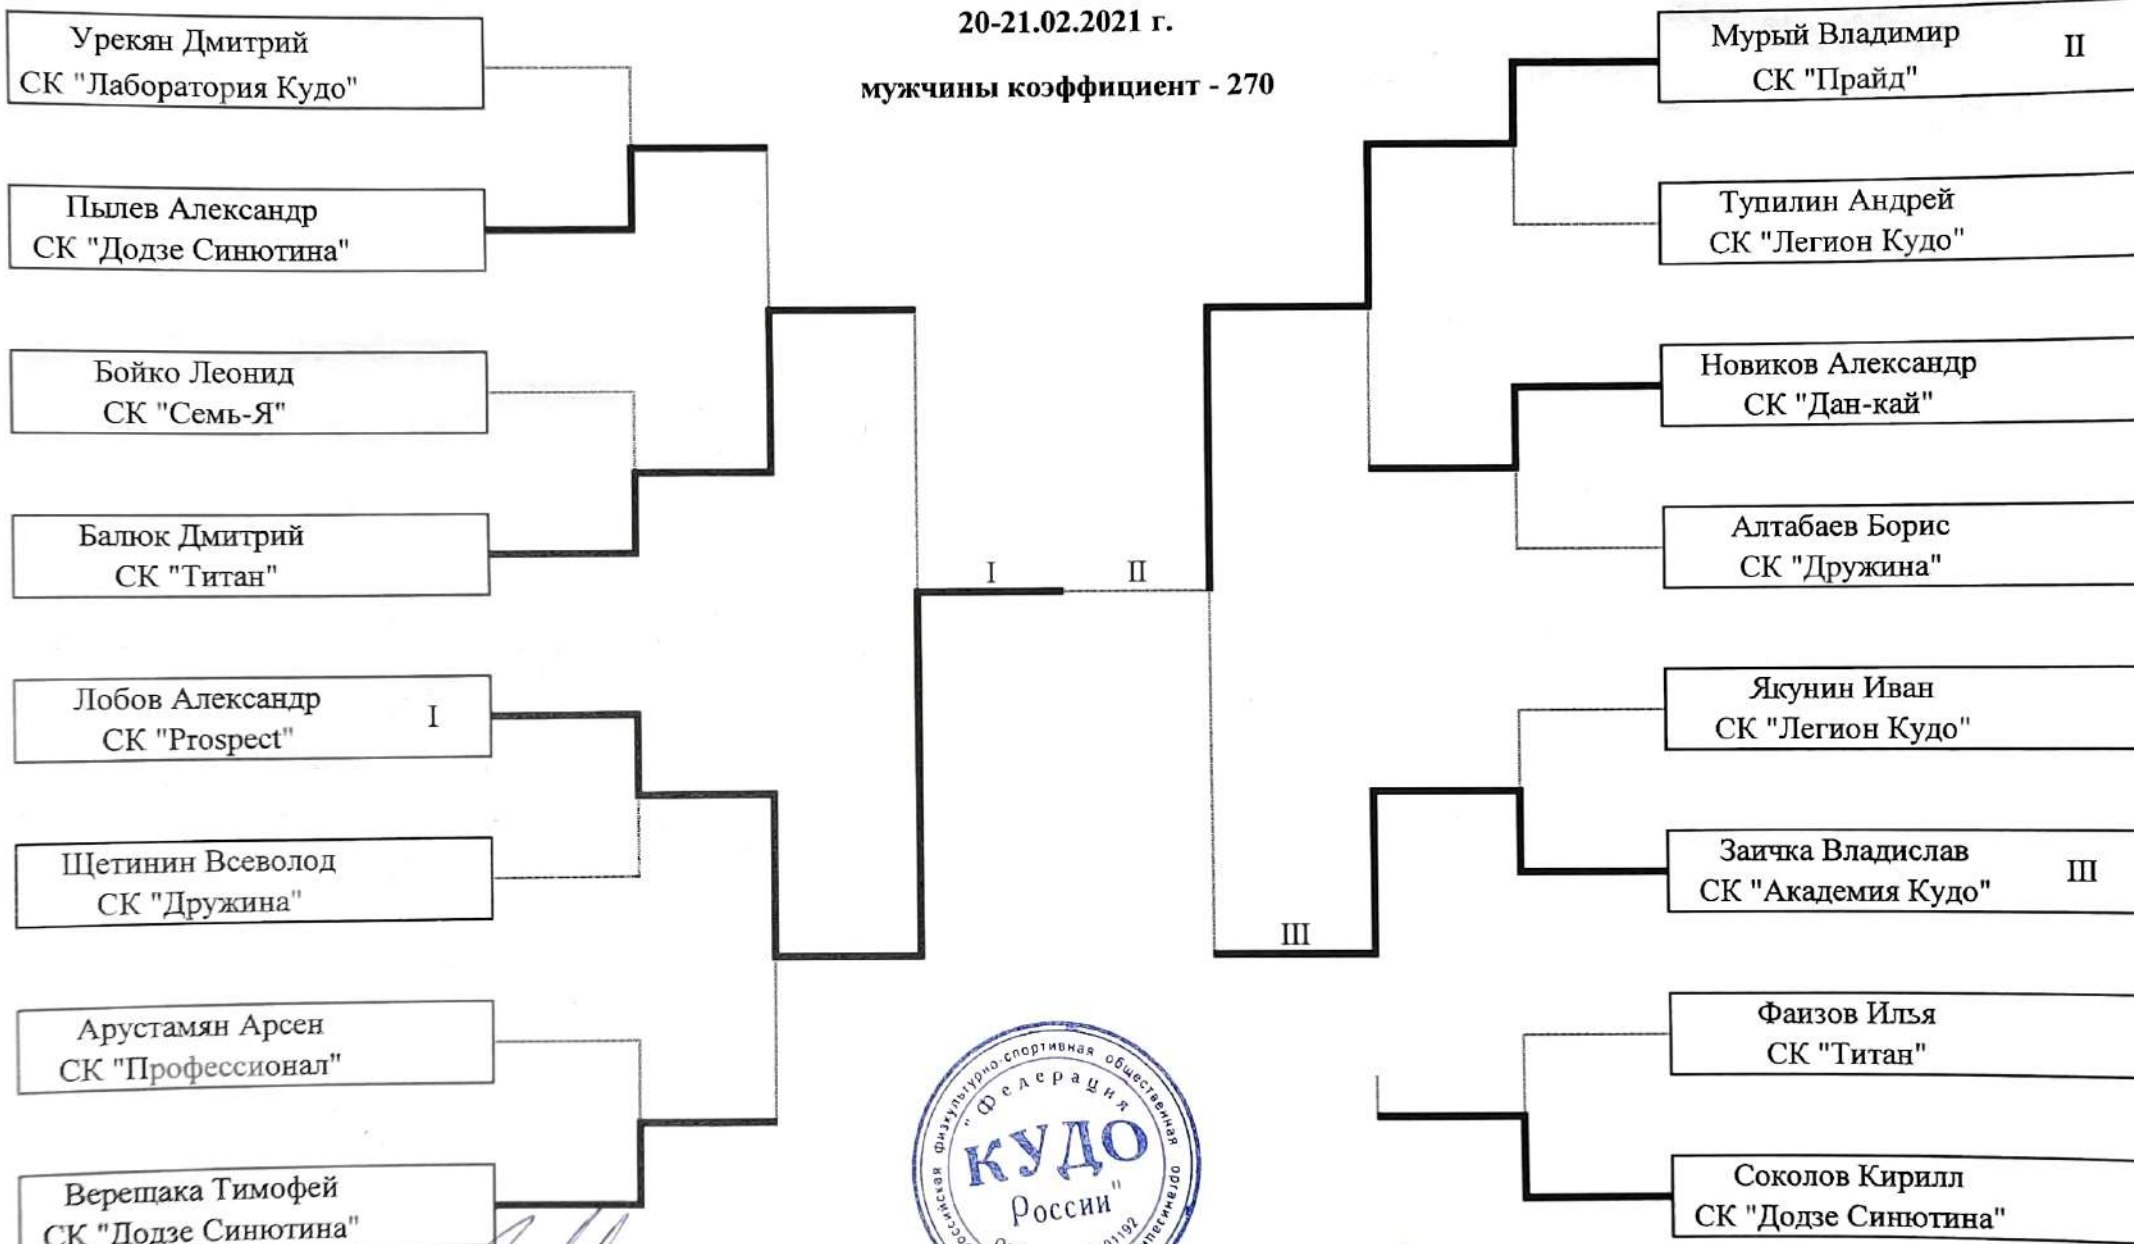 20-21.02.2021 г.
мужчины коэффициент - 270
Урекян Дмитрий
СК "Лаборатория Кудо"
Пылев Александр
СК "Додзе Синютина"
Бойко Леонид
СК "Семь-Я"
Балюк Дмитрий
СК "Титан"
Лобов Александр
I
СК "Prospect"
Щетинин Всеволод
СК "Дружина"
Арустамян Арсен
СК "Профессионал"
Верещака Тимофей
СК "Додзе Синютина"
I
II
III
Мурый Владимир
II
СК "Прайд"
Тупилин Андрей
СК "Легион Кудо"
Новиков Александр
СК "Дан-кай"
Алтабаев Борис
СК "Дружина"
Якунин Иван
СК "Легион Кудо"
Заичка Владислав
III
СК "Академия Кудо"
Фаизов Илья
СК "Титан"
Соколов Кирилл
СК "Додзе Синютина"
физкультурно-спортивная общественная
"Федерация
КУДО
России"